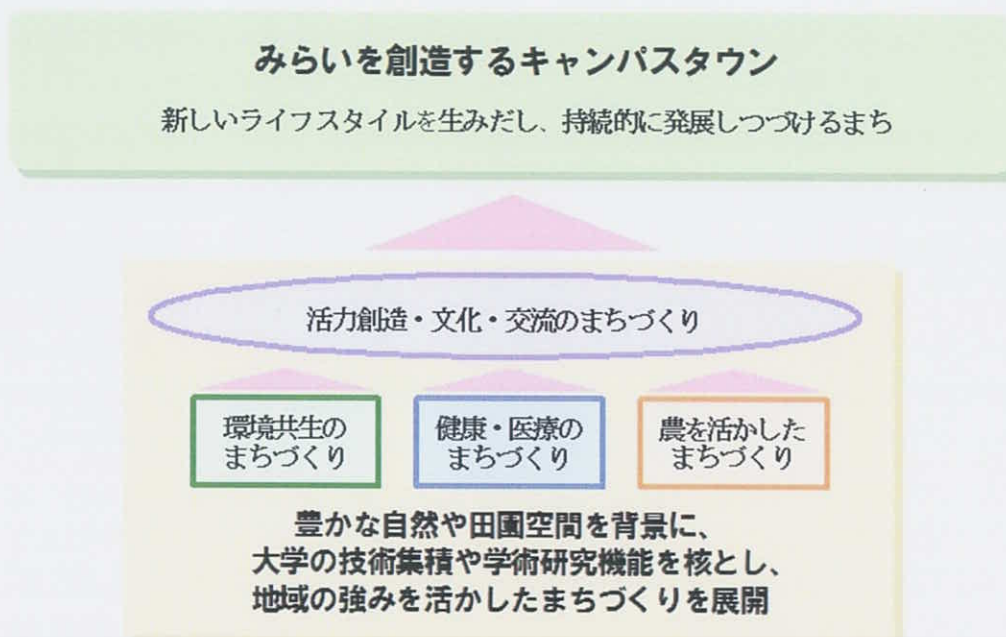 みらいを創造するキャンパスタウン
新しいライフスタイルを生みだし、持続的に発展しつづけるまち
活力創造・文化・交流のまちづくり
環境共生の
まちづくり
健康・医療の
まちづくり
農を活かした
まちづくり
豊かな自然や田園空間を背景に、
大学の技術集積や学術研究機能を核とし、
地域の強みを活かしたまちづくりを展開